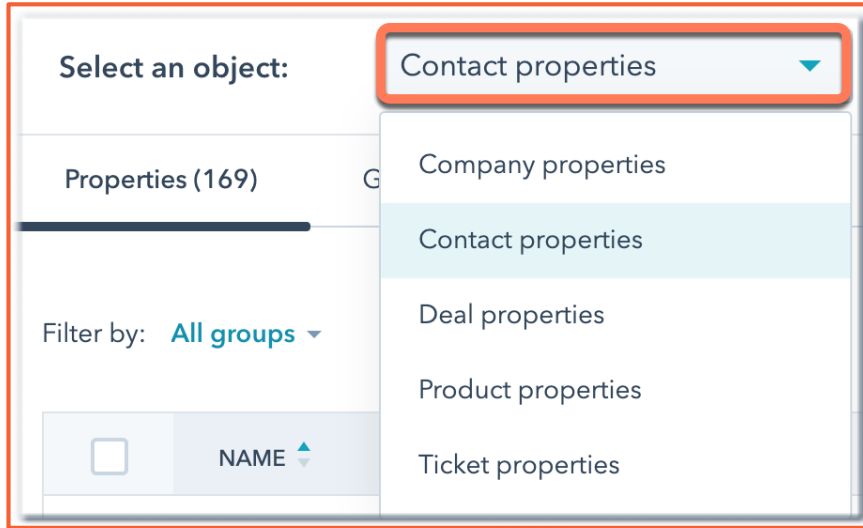 Select an object:
Contact properties
Properties (169)
G
Company properties
Contact properties
Deal properties
Product properties
Ticket properties
Filter by:
All groups
NAME